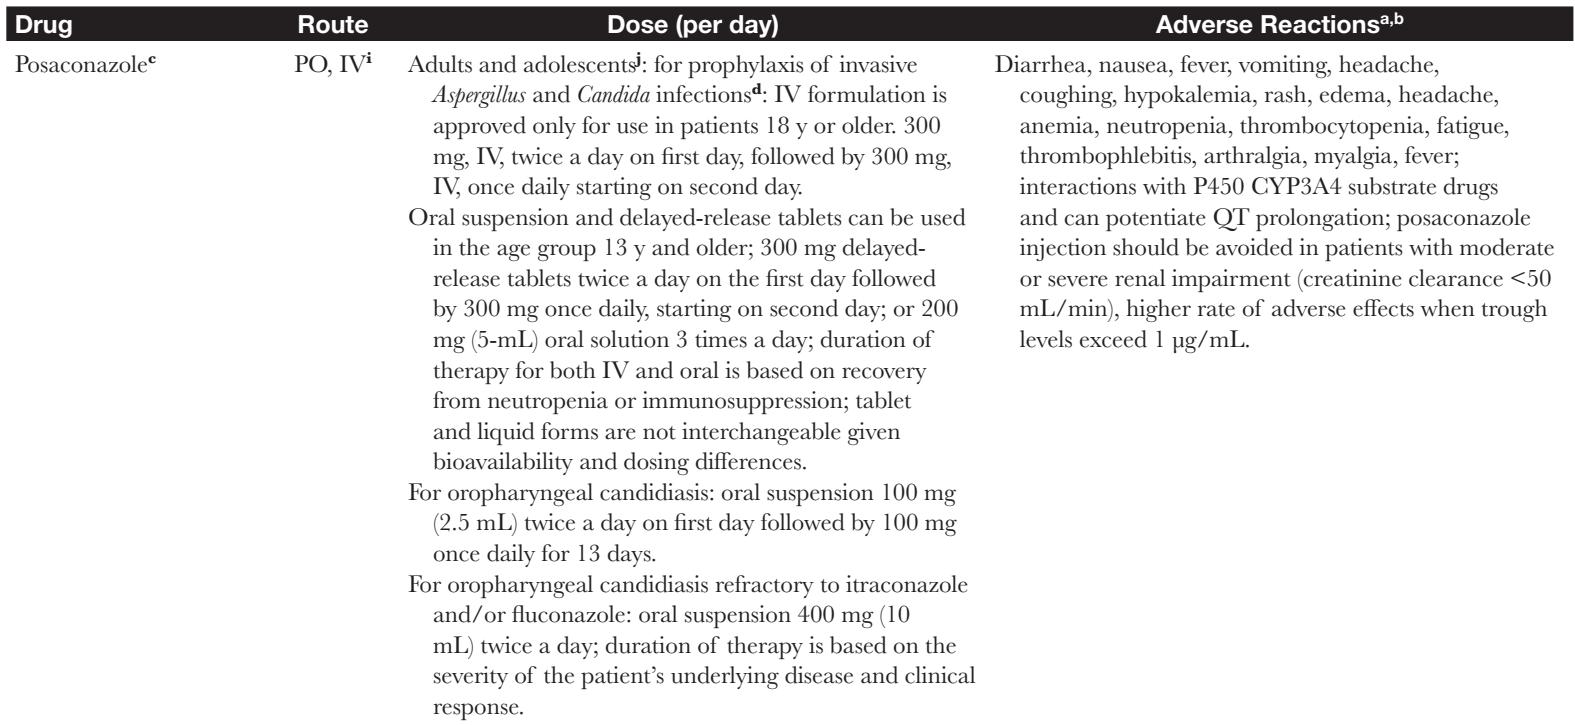 Drug Route Dose (per day) Adverse Reactionsa,b
Posaconazolec PO, IVi Adults and adolescentsj: for prophylaxis of invasive
Aspergillus and Candida infectionsd: IV formulation is
approved only for use in patients 18 y or older. 300
mg, IV, twice a day on first day, followed by 300 mg,
IV, once daily starting on second day.
Oral suspension and delayed-release tablets can be used
in the age group 13 y and older; 300 mg delayed-
release tablets twice a day on the first day followed
by 300 mg once daily, starting on second day; or 200
mg (5-mL) oral solution 3 times a day; duration of
therapy for both IV and oral is based on recovery
from neutropenia or immunosuppression; tablet
and liquid forms are not interchangeable given
bioavailability and dosing differences.
For oropharyngeal candidiasis: oral suspension 100 mg
(2.5 mL) twice a day on first day followed by 100 mg
once daily for 13 days.
For oropharyngeal candidiasis refractory to itraconazole
and/or fluconazole: oral suspension 400 mg (10
mL) twice a day; duration of therapy is based on the
severity of the patient's underlying disease and clinical
response.
Diarrhea, nausea, fever, vomiting, headache,
coughing, hypokalemia, rash, edema, headache,
anemia, neutropenia, thrombocytopenia, fatigue,
thrombophlebitis, arthralgia, myalgia, fever;
interactions with P450 CYP3A4 substrate drugs
and can potentiate QT prolongation; posaconazole
injection should be avoided in patients with moderate
or severe renal impairment (creatinine clearance <50
mL/min), higher rate of adverse effects when trough
levels exceed 1 µg/mL.